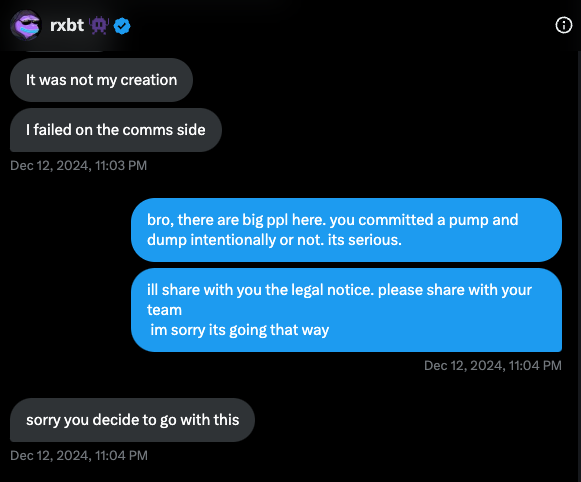 rxbt 👾
It was not my creation
I failed on the comms side
Dec 12, 2024, 11:03 PM
bro, there are big ppl here. you committed a pump and
dump intentionally or not. its serious.
ill share with you the legal notice. please share with your
team
im sorry its going that way
Dec 12, 2024, 11:04 PM
sorry you decide to go with this
Dec 12, 2024, 11:04 PM